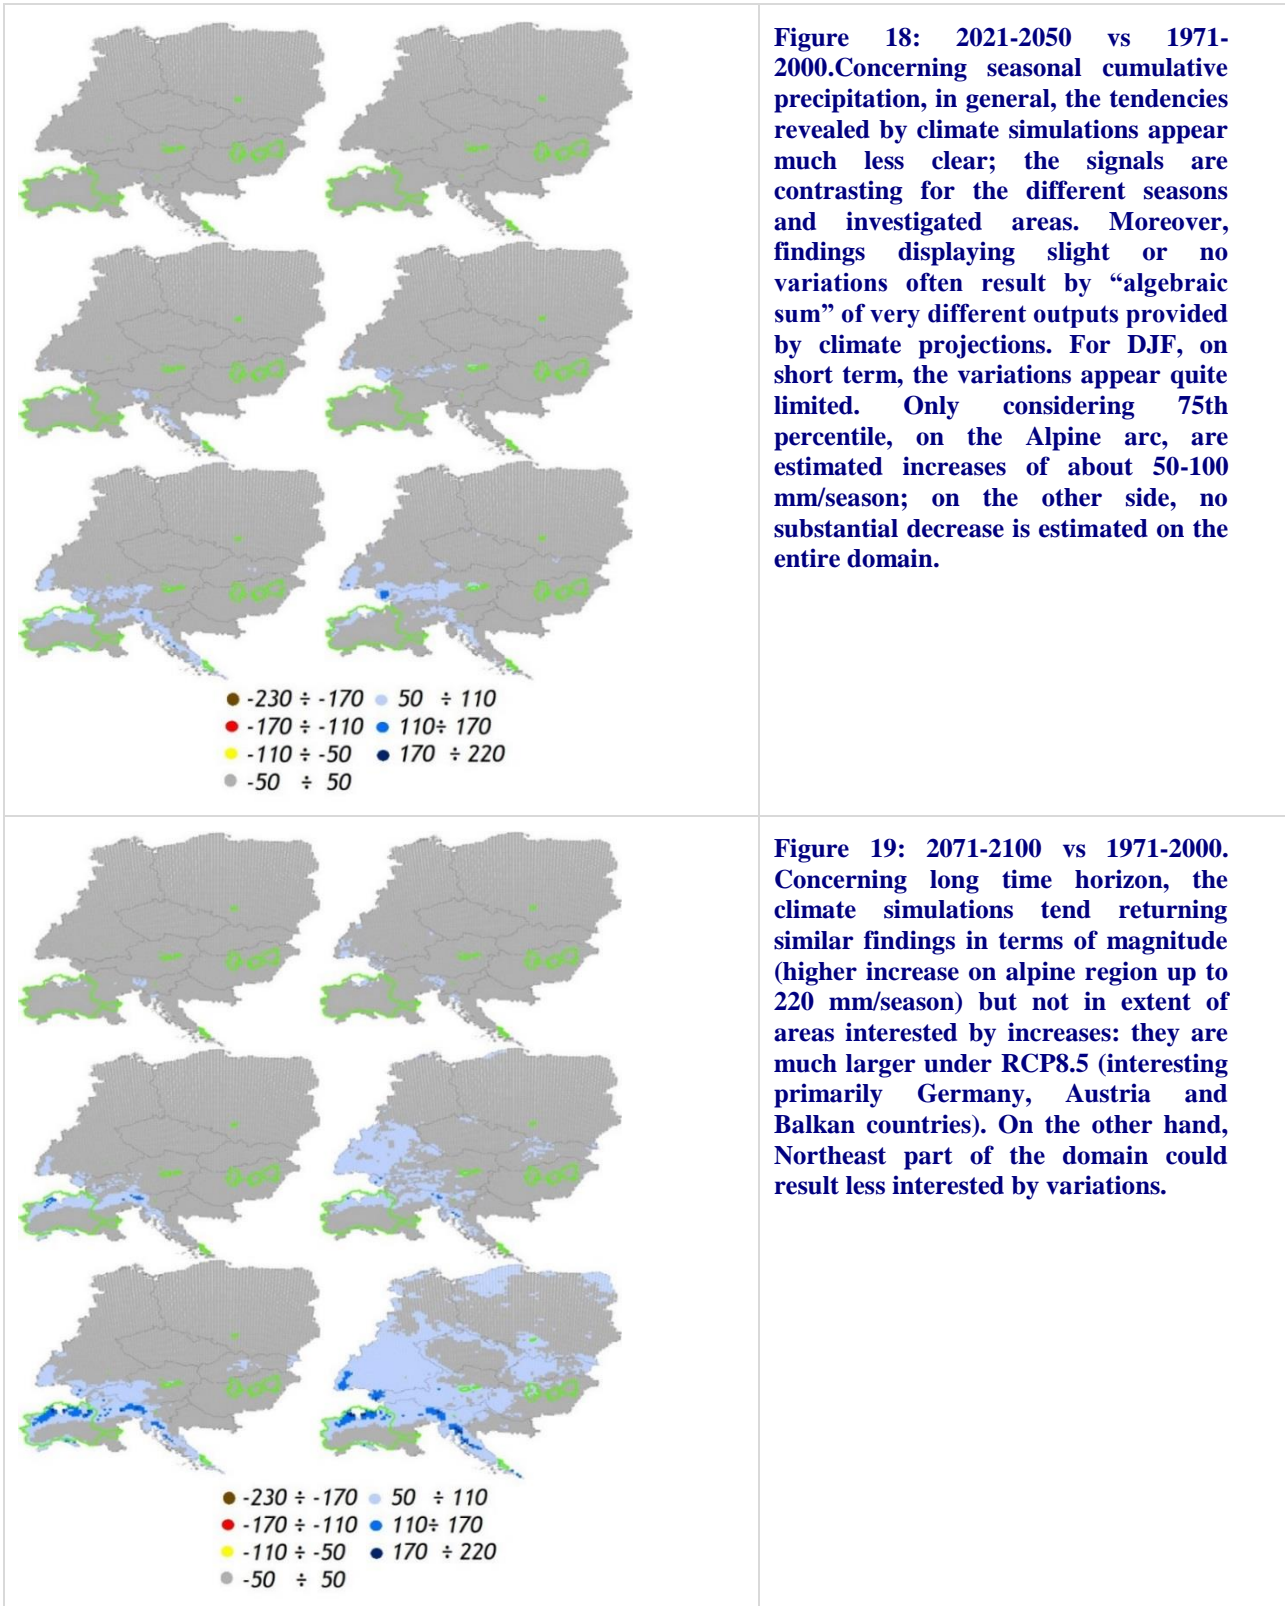 Figure 18: 2021-2050 vs 1971-
2000.Concerning seasonal cumulative
precipitation, in general, the tendencies
revealed by climate simulations appear
much less clear; the signals are
contrasting for the different seasons
and investigated areas. Moreover,
findings displaying slight or no
variations often result by “algebraic
sum” of very different outputs provided
by climate projections. For DJF, on
short term, the variations appear quite
limited. Only considering 75th
percentile, on the Alpine arc, are
estimated increases of about 50-100
mm/season; on the other side, no
substantial decrease is estimated on the
entire domain.
-230 ÷ -170 50 ÷ 110
-170 ÷ -110 110÷ 170
-110 ÷ -50 170 ÷ 220
-50 ÷ 50
Figure 19: 2071-2100 vs 1971-2000.
Concerning long time horizon, the
climate simulations tend returning
similar findings in terms of magnitude
(higher increase on alpine region up to
220 mm/season) but not in extent of
areas interested by increases: they are
much larger under RCP8.5 (interesting
primarily Germany, Austria and
Balkan countries). On the other hand,
Northeast part of the domain could
result less interested by variations.
-230 ÷ -170 50 ÷ 110
-170 ÷ -110 110÷ 170
-110 ÷ -50 170 ÷ 220
-50 ÷ 50